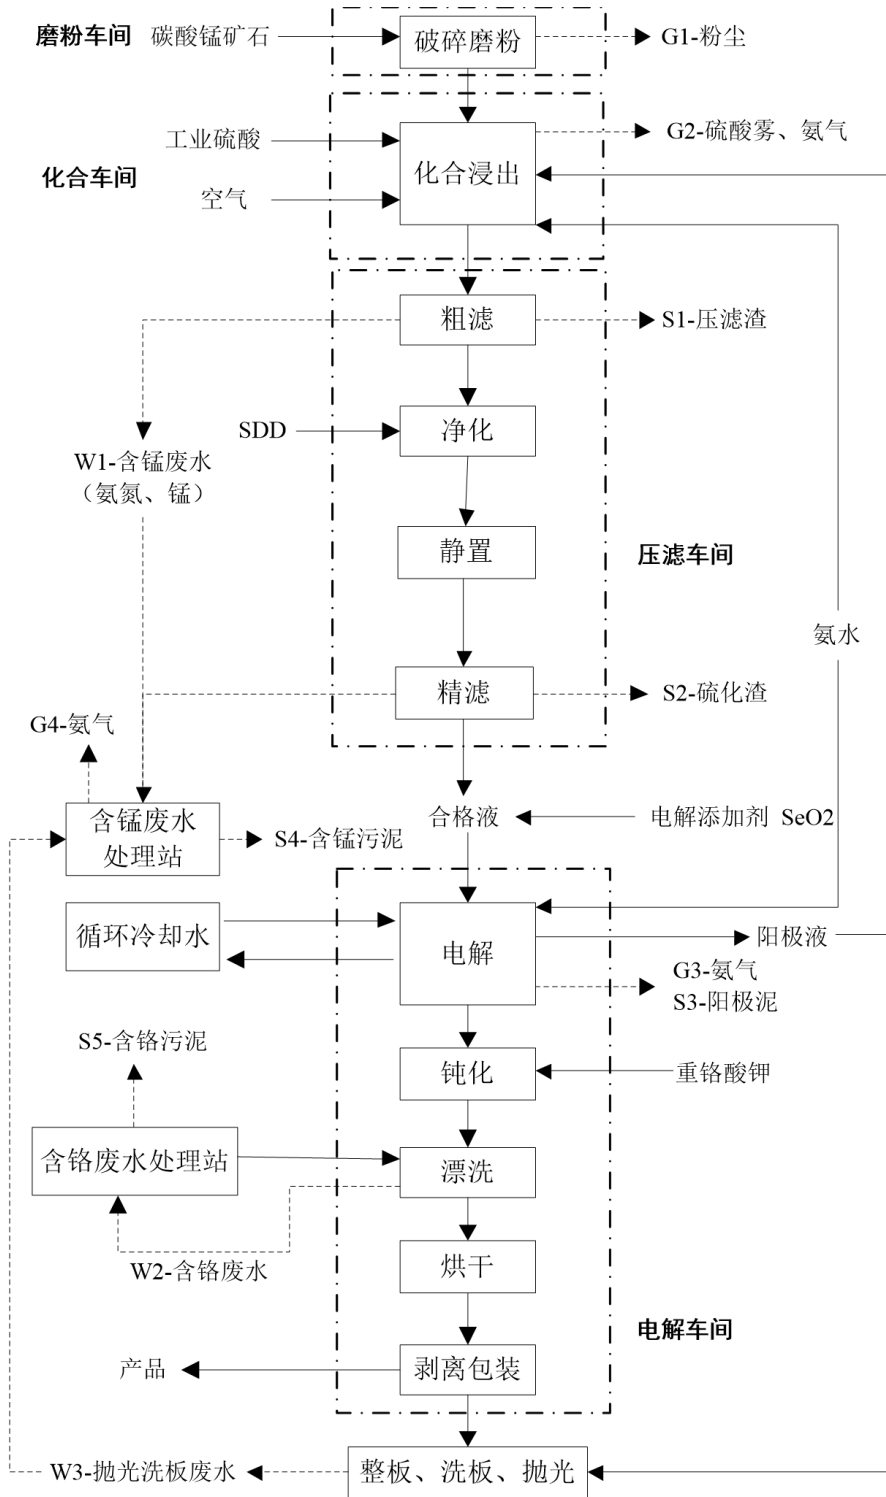 磨粉车间
碳酸锰矿石
破碎磨粉
G1-粉尘
工业硫酸
化合车间
空气
化合浸出
G2-硫酸雾、氨气
粗滤
S1-压滤渣
SDD
净化
W1-含锰废水
（氨氮、锰）
静置
压滤车间
氨水
精滤
S2-硫化渣
G4-氨气
合格液
电解添加剂 SeO2
含锰废水
处理站
S4-含锰污泥
循环冷却水
电解
阳极液
G3-氨气
S3-阳极泥
S5-含铬污泥
钝化
重铬酸钾
含铬废水处理站
漂洗
W2-含铬废水
烘干
电解车间
产品
剥离包装
W3-抛光洗板废水
整板、洗板、抛光